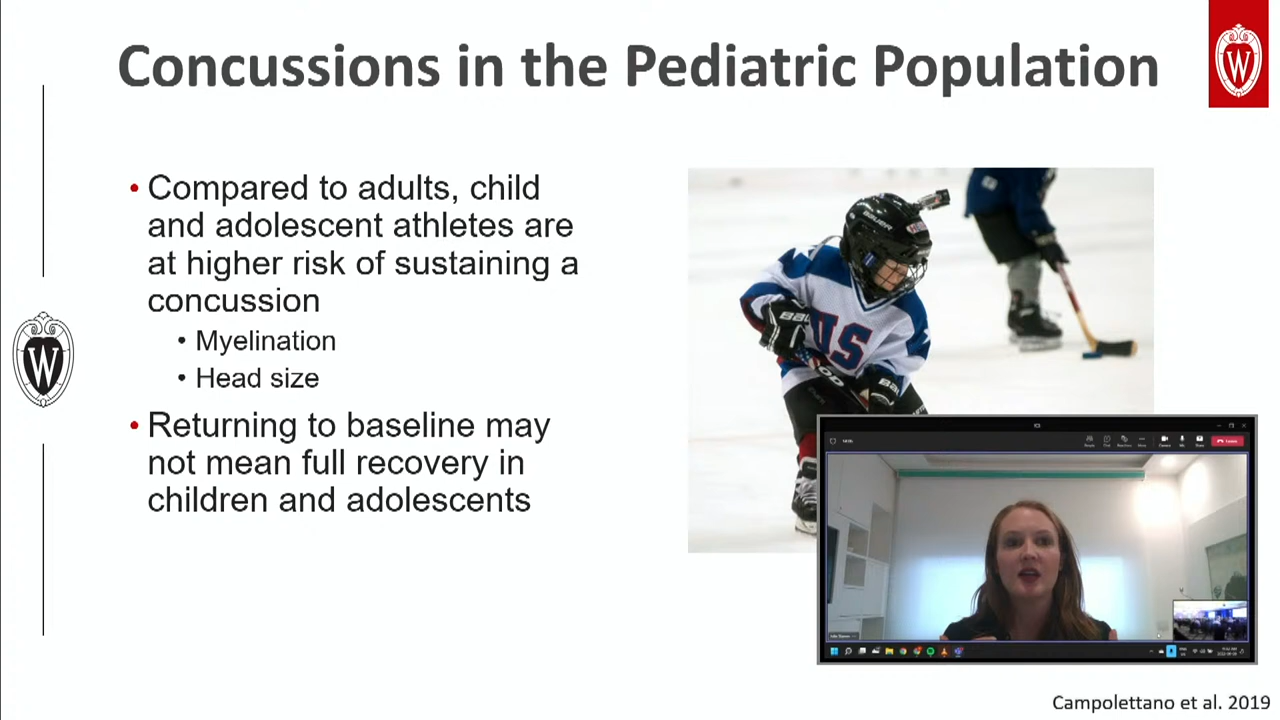 Concussions in the Pediatric Population
W
• Compared to adults, child
and adolescent athletes are
at higher risk of sustaining a
concussion
• Myelination
• Head size
• Returning to baseline may
not mean full recovery in
children and adolescents
W
BAUER
US
Campolettano et al. 2019